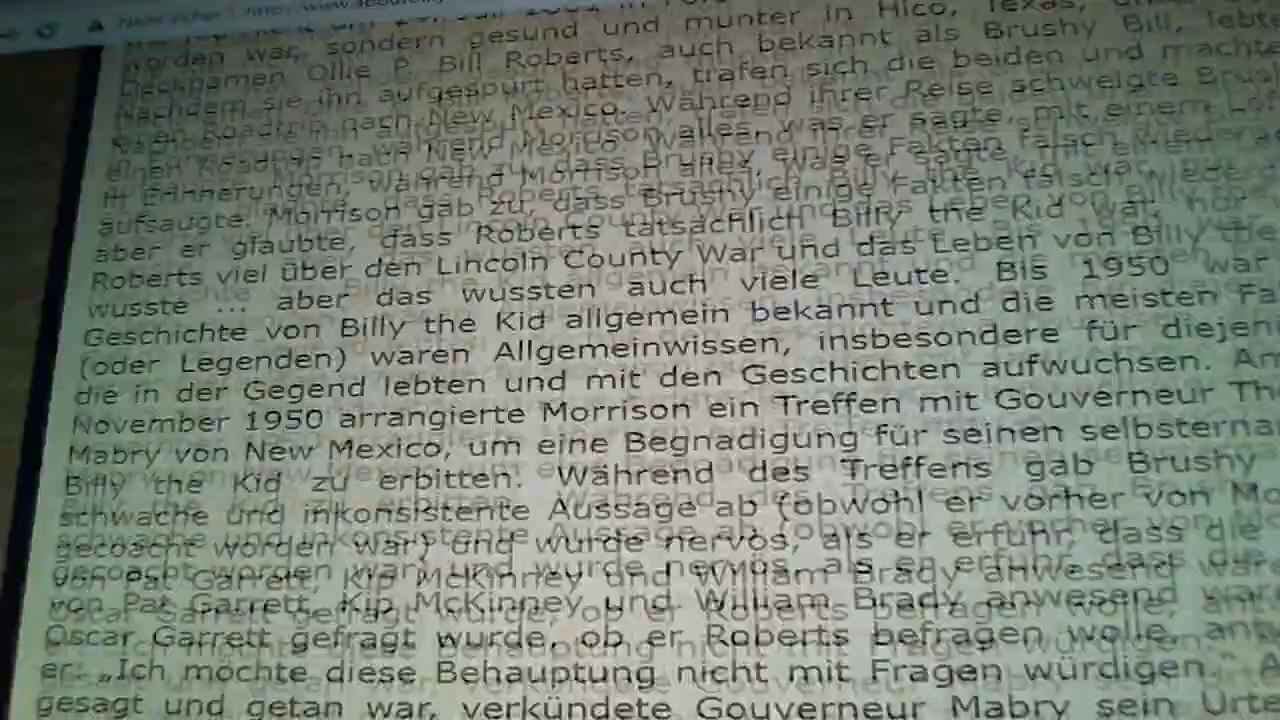 worden war, sondern gesund und munter in Hico, Texas,
Decknamen Ollie P. Bill Roberts, auch bekannt als Brushy Bill, lebte
Nachdem sie ihn aufgespürt hatten, trafen sich die beiden und machte
einen Roadtrip nach New Mexico. Während ihrer Reise schwelgte
in Erinnerungen, während Morrison alles, was er sagte, mit einem
aufsaugte. Morrison gab zu, dass Brushy einige Fakten falsch
aber er glaubte, dass Roberts tatsächlich Billy the Kid war.
Roberts viel über den Lincoln County War und das Leben von Billy the
wusste ... aber das wussten auch viele Leute. Bis 1950 war
Geschichte von Billy the Kid allgemein bekannt und die meisten Fa
(oder Legenden) waren Allgemeinwissen, insbesondere für diejen
die in der Gegend lebten und mit den Geschichten aufwuchsen. Am
November 1950 arrangierte Morrison ein Treffen mit Gouverneur Th
Mabry von New Mexico, um eine Begnadigung für seinen selbsterna
Billy the Kid zu erbitten. Während des Treffens gab Brushy
schwache und inkonsistente Aussage ab (obwohl er vorher von Mo
gecoacht worden war) und wurde nervös, als er erfuhr, dass die
von Pat Garrett, Kip McKinney und William Brady anwesend ware
Oscar Garrett gefragt wurde, ob er Roberts befragen wolle, antw
er: „Ich möchte diese Behauptung nicht mit Fragen würdigen.“ A
gesagt und getan war, verkündete Gouverneur Mabry sein Urte